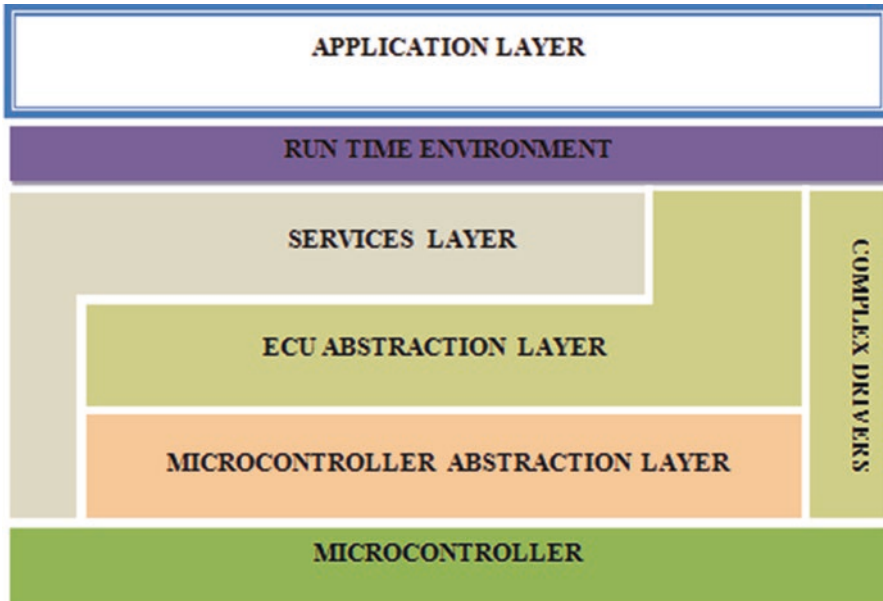 APPLICATION LAYER
RUN TIME ENVIRONMENT
SERVICES LAYER
COMPLEX DRIVERS
ECU ABSTRACTION LAYER
MICROCONTROLLER ABSTRACTION LAYER
MICROCONTROLLER